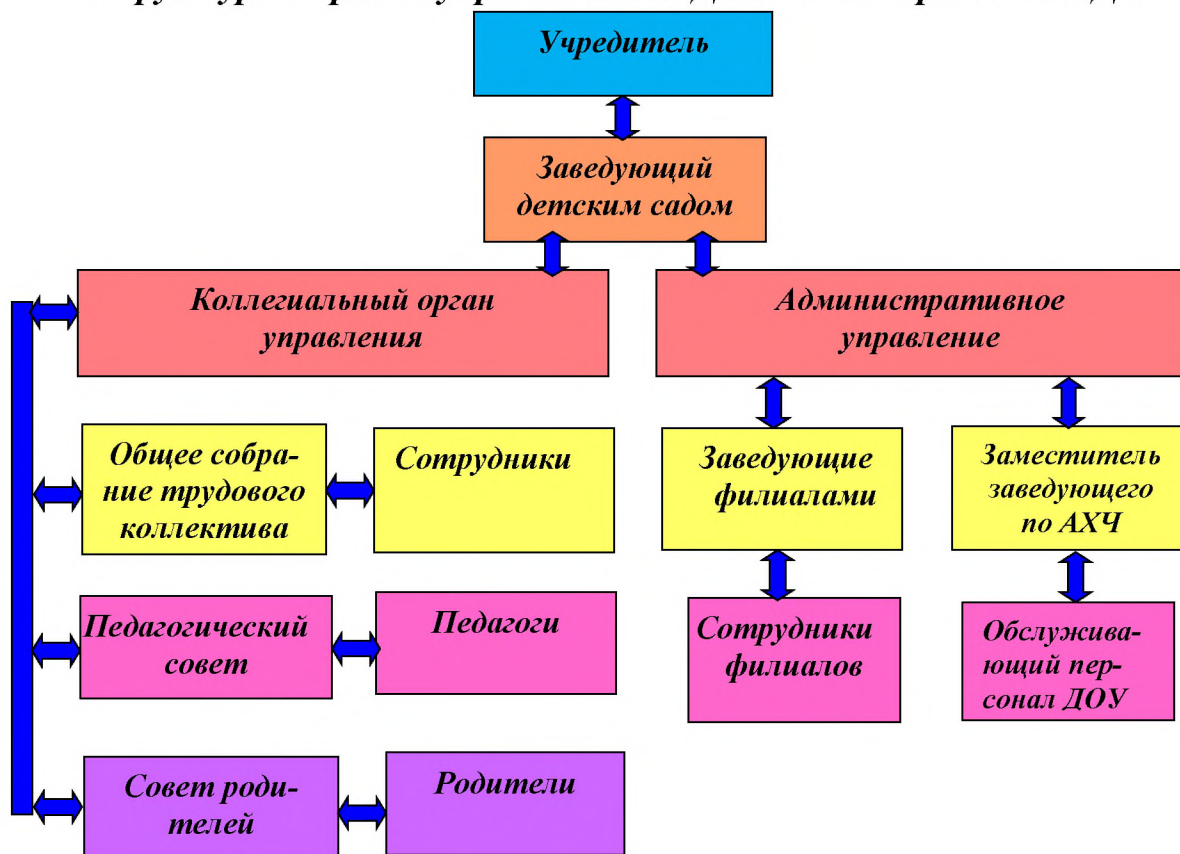 Учредитель
Заведующий
детским садом
Коллегиальный орган
управления
Административное
управление
Общее собра-
ние трудового
коллектива
Сотрудники
Заведующие
филиалами
Заместитель
заведующего
по АХЧ
Педагогический
совет
Педагоги
Сотрудники
филиалов
Обслужива-
ющий пер-
сонал ДОУ
Совет роди-
телей
Родители